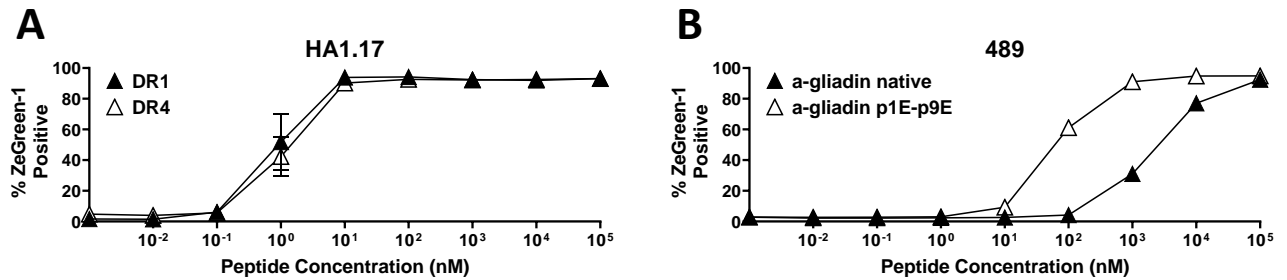 A
HA1.17
% ZeGreen-1
Positive
100
80
60
40
20
0
▲ DR1
△ DR4
10-2 10-1 100 101 102 103 104 105
Peptide Concentration (nM)
B
489
% ZeGreen-1
Positive
100
80
60
40
20
0
▲ a-gliadin native
△ a-gliadin p1E-p9E
10-2 10-1 100 101 102 103 104 105
Peptide Concentration (nM)